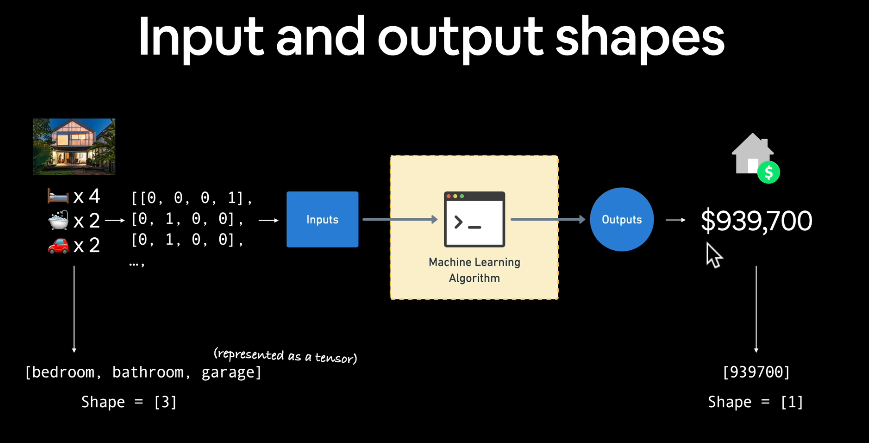 Input and output shapes
x 4
x 2
x 2
[[0, 0, 0, 1],
[0, 1, 0, 0],
[0, 1, 0, 0],
…,
Inputs
Machine Learning
Algorithm
Outputs
$
$939,700
(represented as a tensor)
[bedroom, bathroom, garage]
Shape = [3]
[939700]
Shape = [1]